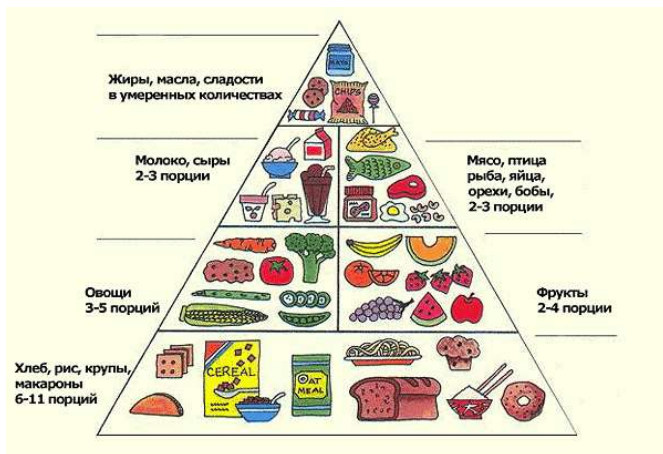 Жиры, масла, сладости
в умеренных количествах
MAYO
CHIPS
Молоко, сыры
2-3 порции
Мясо, птица
рыба, яйца,
орехи, бобы,
2-3 порции
Овощи
3-5 порций
Фрукты
2-4 порции
Хлеб, рис, крупы,
макароны
6-11 порций
CEREAL
OAT
MEAL